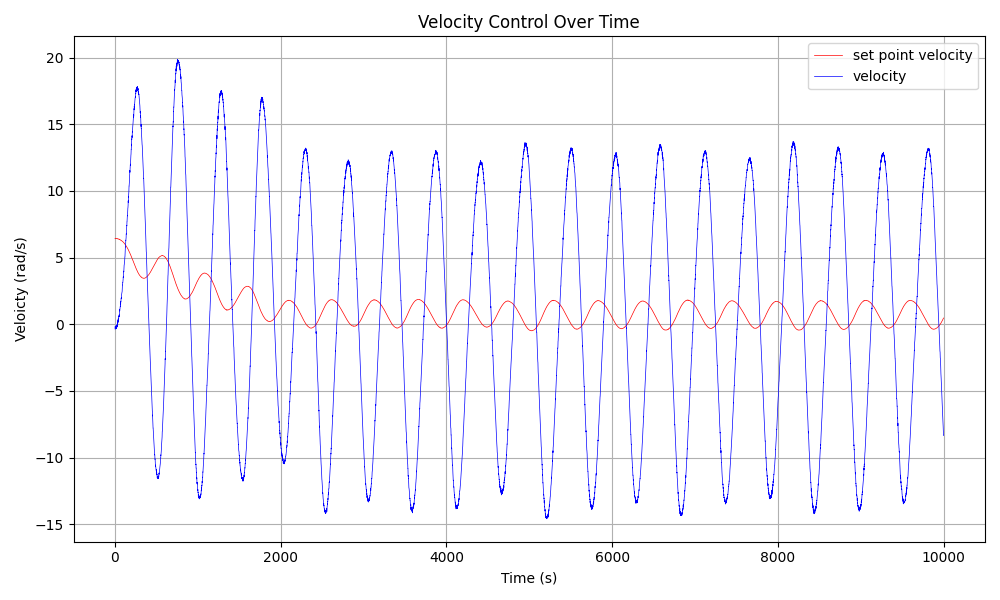 Velocity Control Over Time
set point velocity
velocity
20
15
10
5
0
−5
−10
−15
Veloicty (rad/s)
0
2000
4000
6000
8000
10000
Time (s)